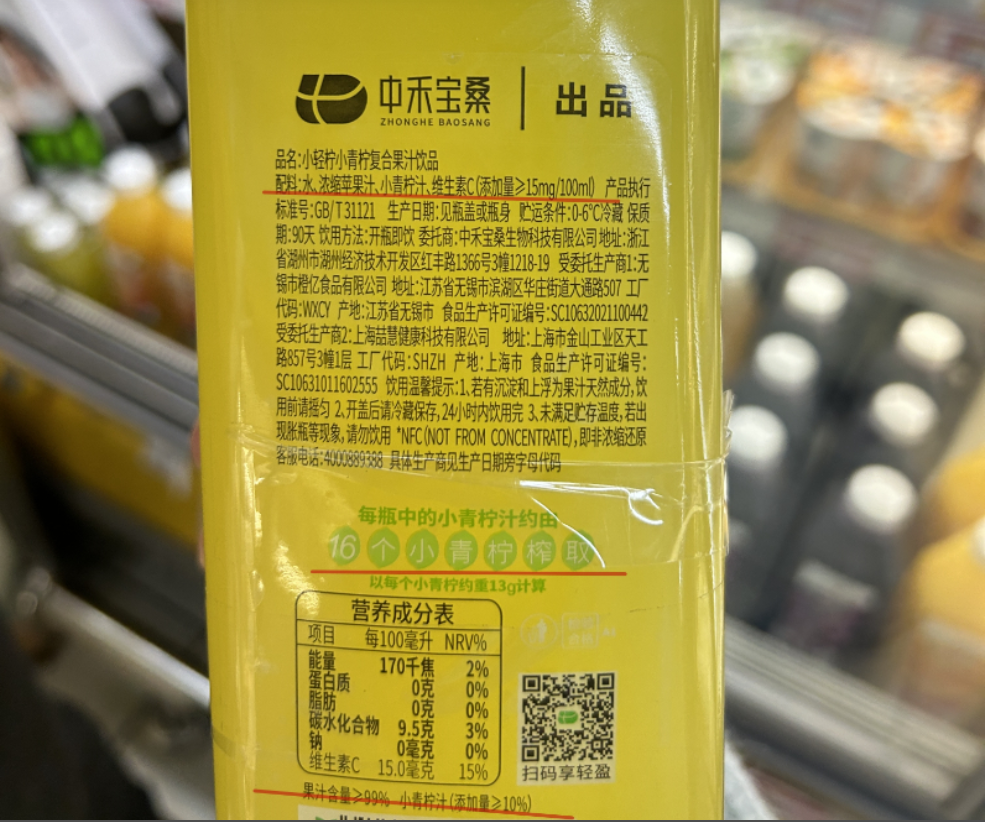 中禾宝桑
ZHONGHE BAOSANG
出品
品名:小轻柠小青柠复合果汁饮品
配料:水、浓缩苹果汁、小青柠汁、维生素C(添加量≥15mg/100ml) 产品执行
标准号:GB/T 31121 生产日期:见瓶盖或瓶身 贮运条件:0-6℃冷藏 保质
期:90天 饮用方法:开瓶即饮 委托商:中禾宝桑生物科技有限公司 地址:浙江
省湖州市湖州经济技术开发区红丰路1366号3幢1218-19 受委托生产商1:无
锡市橙亿食品有限公司 地址:江苏省无锡市滨湖区华庄街道大通路507 工厂
代码:WXCY 产地:江苏省无锡市 食品生产许可证编号:SC10632021100442
受委托生产商2:上海喆慧健康科技有限公司 地址:上海市金山工业区天工
路857号3幢1层 工厂代码:SHZH 产地:上海市 食品生产许可证编号:
SC10631011602555 饮用温馨提示:1、若有沉淀和上浮为果汁天然成分,饮
用前请摇匀 2、开盖后请冷藏保存,24小时内饮用完 3、未满足贮存温度,若出
现胀瓶等现象,请勿饮用 *NFC(NOT FROM CONCENTRATE),即非浓缩还原
客服电话:4000889388 具体生产商见生产日期旁字母代码
每瓶中的小青柠汁约由
16个小青柠榨取
以每个小青柠约重13g计算
营养成分表
项目 每100毫升 NRV%
能量 170千焦 2%
蛋白质 0克 0%
脂肪 0克 0%
碳水化合物 9.5克 3%
钠 0毫克 0%
维生素C 15.0毫克 15%
扫码享轻盈
果汁含量≥99% 小青柠汁(添加量≥10%)